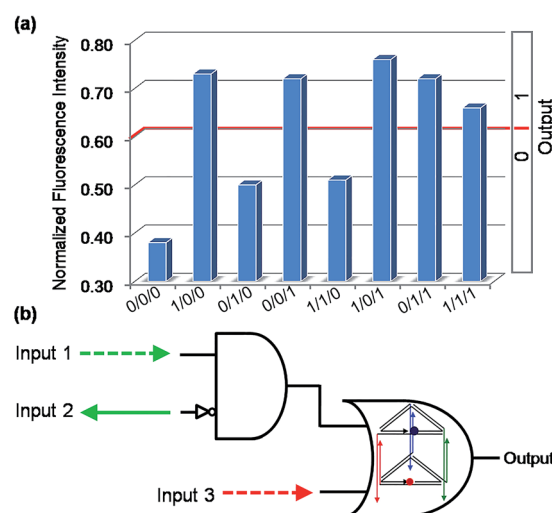 (a)
Normalized Fluorescence Intensity
0.80
0.70
0.60
0.50
0.40
0.30
1
0
Output
0/0/0
1/0/0
0/1/0
0/0/1
1/1/0
1/0/1
0/1/1
1/1/1
(b)
Input 1
Input 2
Input 3
Output